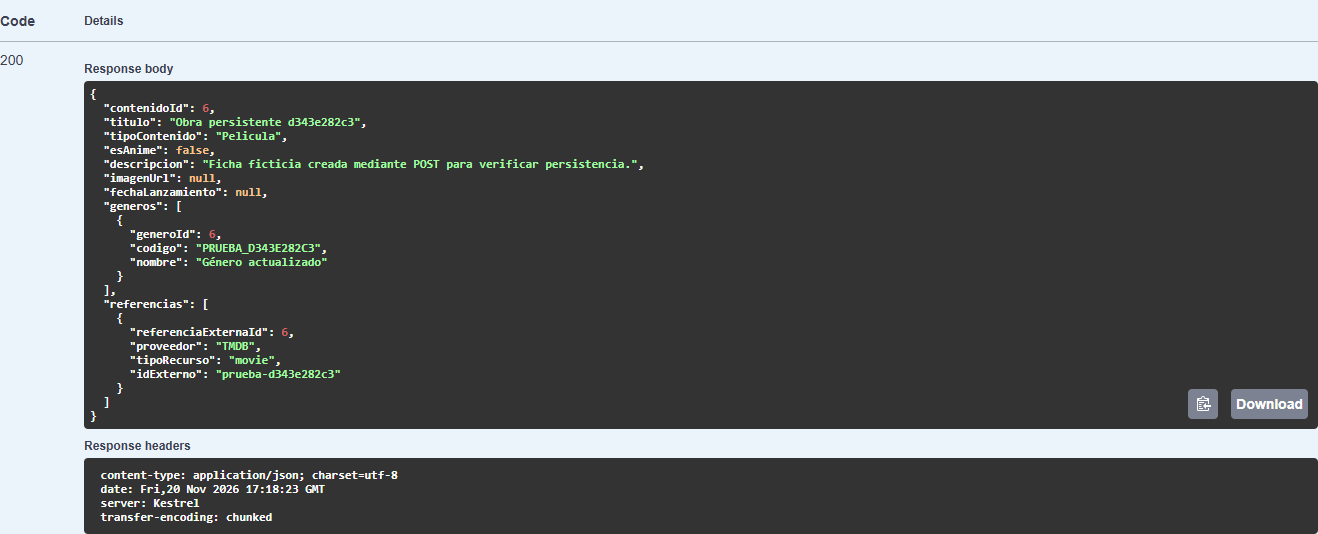 Code Details
200
Response body
{
  "contenidoId": 6,
  "titulo": "Obra persistente d343e282c3",
  "tipoContenido": "Pelicula",
  "esAnime": false,
  "descripcion": "Ficha ficticia creada mediante POST para verificar persistencia.",
  "imagenUrl": null,
  "fechaLanzamiento": null,
  "generos": [
    {
      "generoId": 6,
      "codigo": "PRUEBA_D343E282C3",
      "nombre": "Género actualizado"
    }
  ],
  "referencias": [
    {
      "referenciaExternaId": 6,
      "proveedor": "TMDB",
      "tipoRecurso": "movie",
      "idExterno": "prueba-d343e282c3"
    }
  ]
}
Download
Response headers
content-type: application/json; charset=utf-8
date: Fri,20 Nov 2026 17:18:23 GMT
server: Kestrel
transfer-encoding: chunked